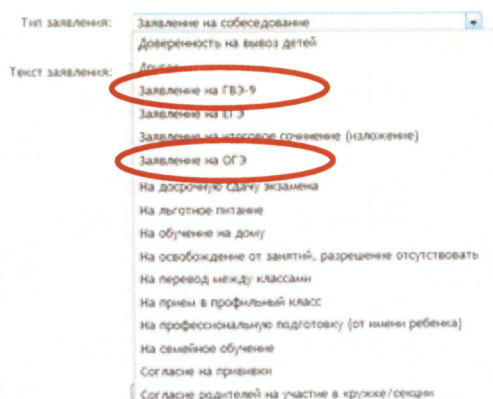 Тип заявления: Заявление на собеседование
Доверенность на вывоз детей
Текст заявления: Другое
Заявление на ГВЭ-9
Заявление на ЕГЭ
Заявление на итоговое сочинение (изложение)
Заявление на ОГЭ
На досрочную сдачу экзамена
На льготное питание
На обучение на дому
На освобождение от занятий, разрешение отсутствовать
На перевод между классами
На прием в профильный класс
На профессиональную подготовку (от имени ребенка)
На семейное обучение
Согласие на прививки
Согласие родителей на участие в кружке/секции